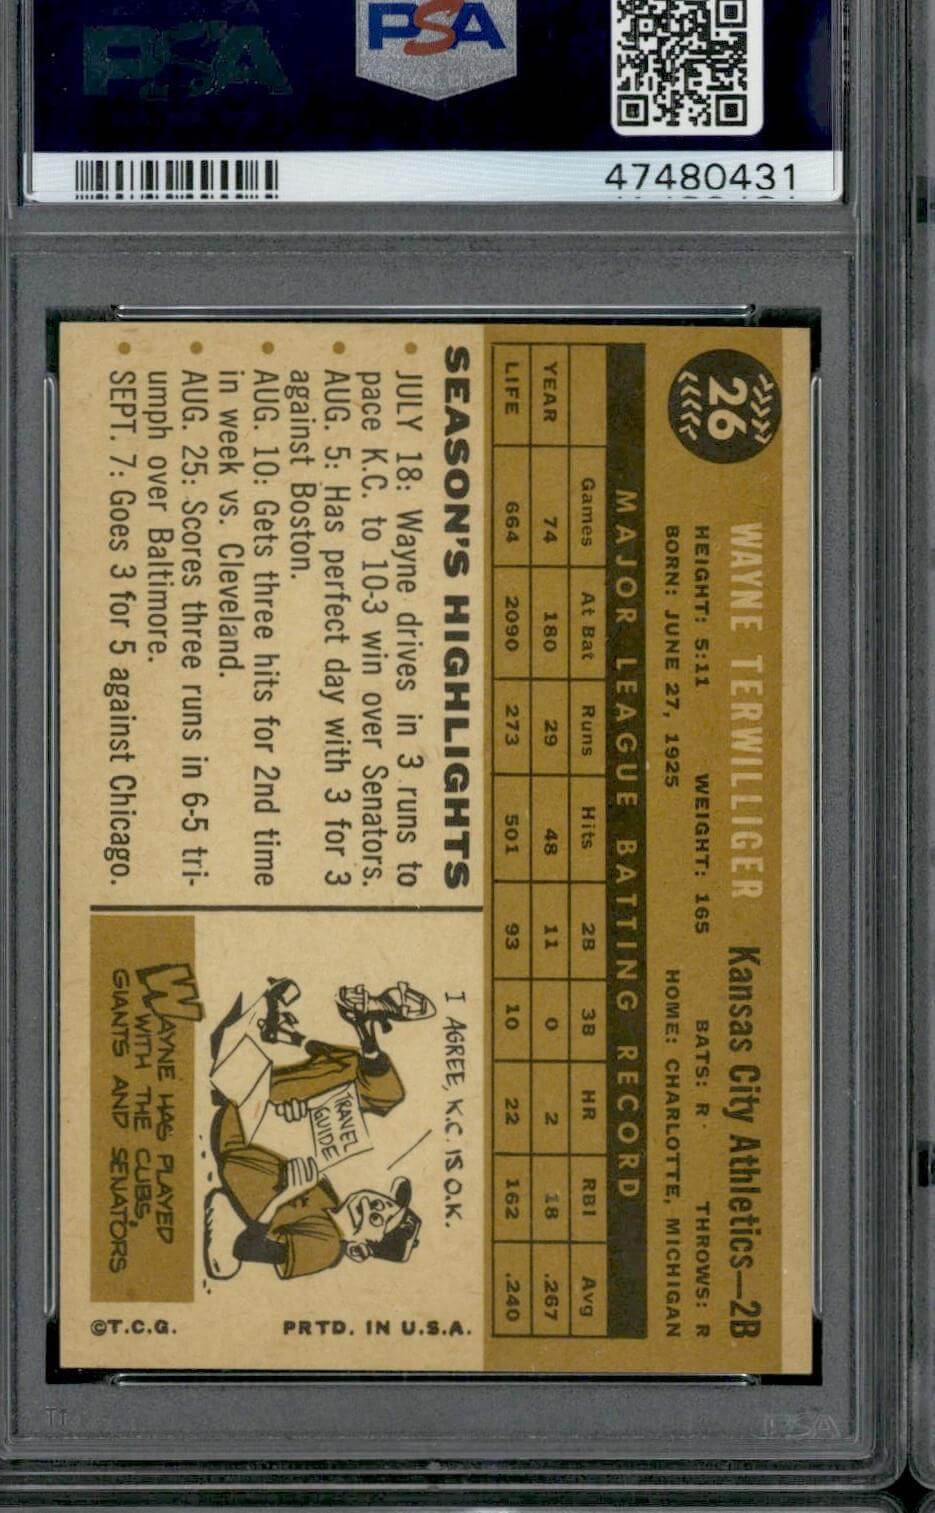 PSA
PSA
47480431
26
WAYNE TERWILLIGER Kansas City Athletics—2B
HEIGHT: 5:11 WEIGHT: 165 BATS: R THROWS: R
BORN: JUNE 27, 1925 HOME: CHARLOTTE, MICHIGAN
MAJOR LEAGUE BATTING RECORD
Games At Bat Runs Hits 2B 3B HR RBI Avg
YEAR 74 180 29 48 11 0 2 18 .267
LIFE 664 2090 273 501 93 10 22 162 .240
SEASON'S HIGHLIGHTS
• JULY 18: Wayne drives in 3 runs to
pace K.C. to 10-3 win over Senators.
• AUG. 5: Has perfect day with 3 for 3
against Boston.
• AUG. 10: Gets three hits for 2nd time
in week vs. Cleveland.
• AUG. 25: Scores three runs in 6-5 tri-
umph over Baltimore.
• SEPT. 7: Goes 3 for 5 against Chicago.
I AGREE, K.C. IS O.K.
TRAVEL
GUIDE
WAYNE HAS PLAYED
WITH THE CUBS,
GIANTS AND SENATORS
PRTD. IN U.S.A.
©T.C.G.
PSA